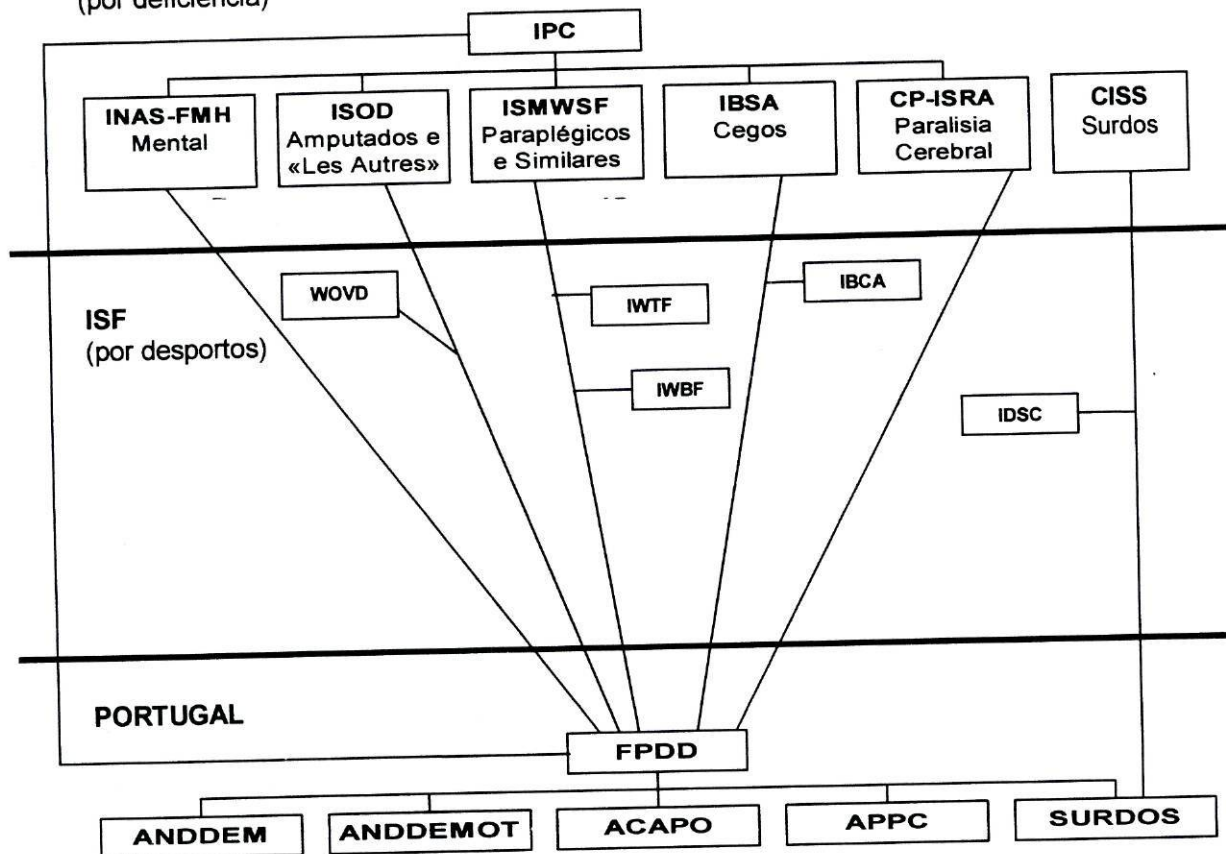 (por deficiência)
IPC
INAS-FMH
Mental
ISOD
Amputados e
«Les Autres»
ISMWSF
Paraplégicos
e Similares
IBSA
Cegos
CP-ISRA
Paralisia
Cerebral
CISS
Surdos
ISF
(por desportos)
WOVD
IWTF
IBCA
IWBF
IDSC
PORTUGAL
FPDD
ANDDEM
ANDDEMOT
ACAPO
APPC
SURDOS